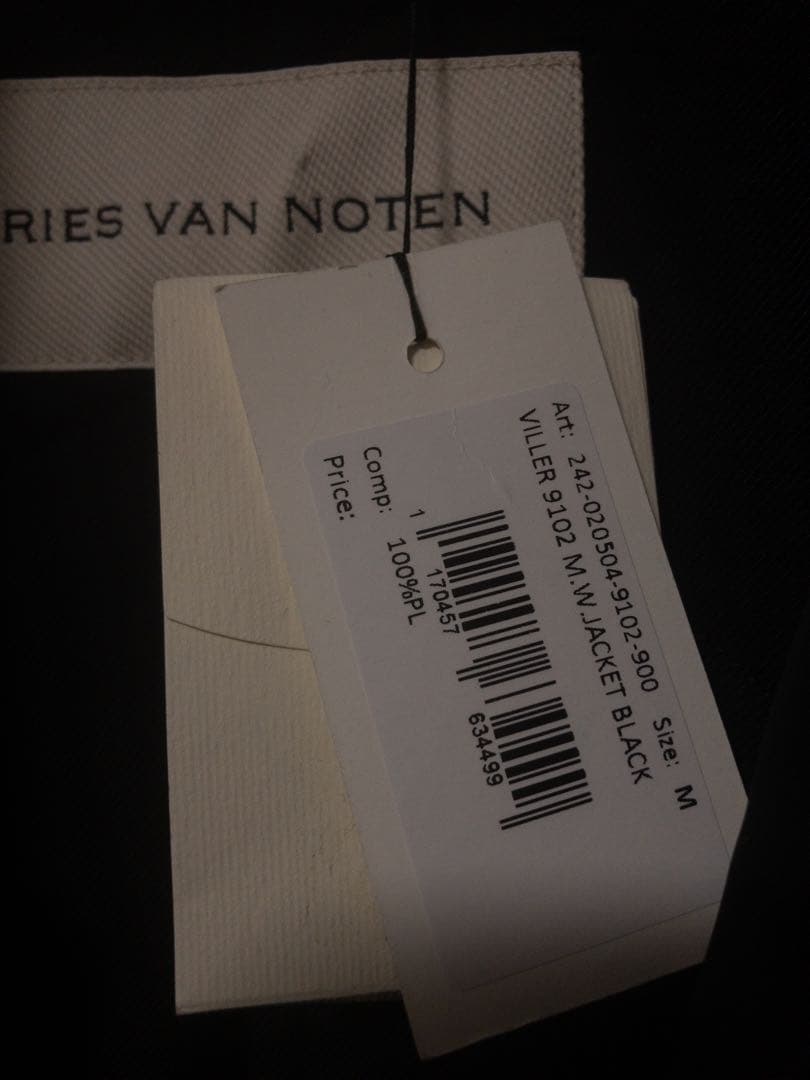 RIES VAN NOTEN
Art: 242-020504-9102-900 Size: M
VILLER 9102 M.W.JACKET BLACK
1 170457 634499
Comp: 100%PL
Price: